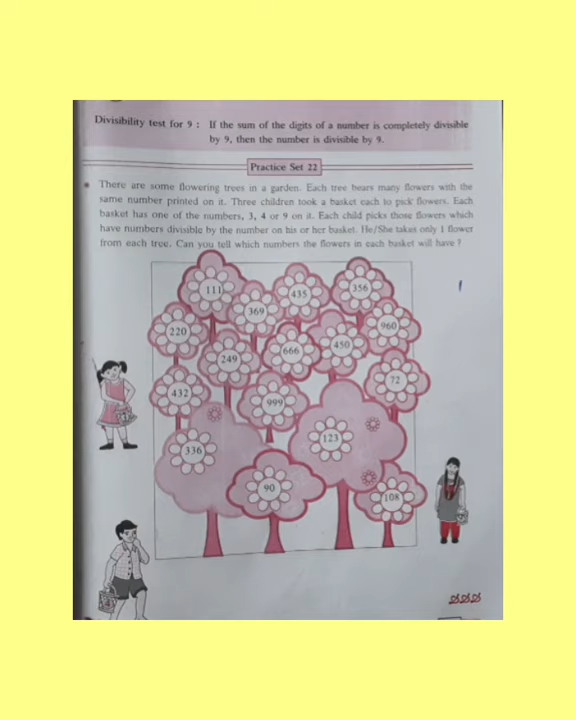 Divisibility test for 9 : If the sum of the digits of a number is completely divisible
by 9, then the number is divisible by 9.
Practice Set 22
• There are some flowering trees in a garden. Each tree bears many flowers with the
same number printed on it. Three children took a basket each to pick flowers. Each
basket has one of the numbers, 3, 4 or 9 on it. Each child picks those flowers which
have numbers divisible by the number on his or her basket. He/She takes only 1 flower
from each tree. Can you tell which numbers the flowers in each basket will have ?
111
435
356
369
220
960
450
666
249
72
432
999
123
336
90
108
4